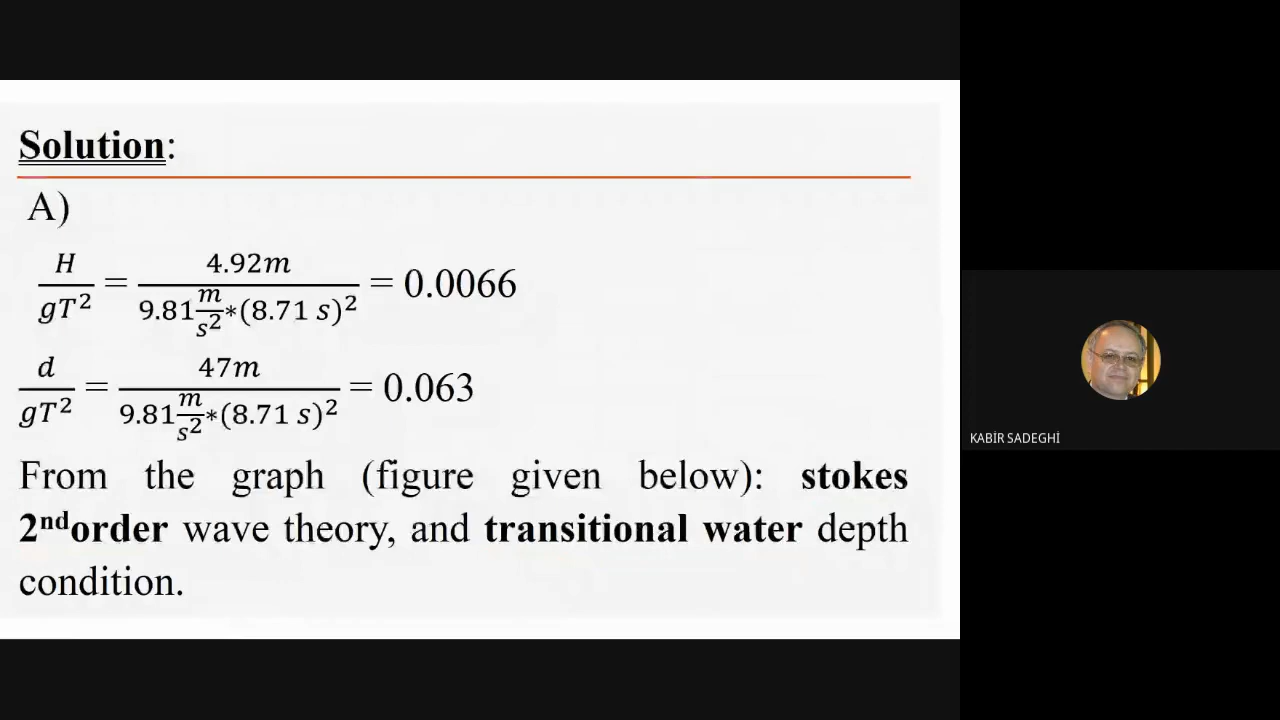 Solution:
A)
H/gT² = 4.92m/9.81 m/s² *(8.71 s)² = 0.0066
d/gT² = 47m/9.81 m/s² *(8.71 s)² = 0.063
From the graph (figure given below): stokes
2ⁿᵈorder wave theory, and transitional water depth
condition.
KABİR SADEGHİ